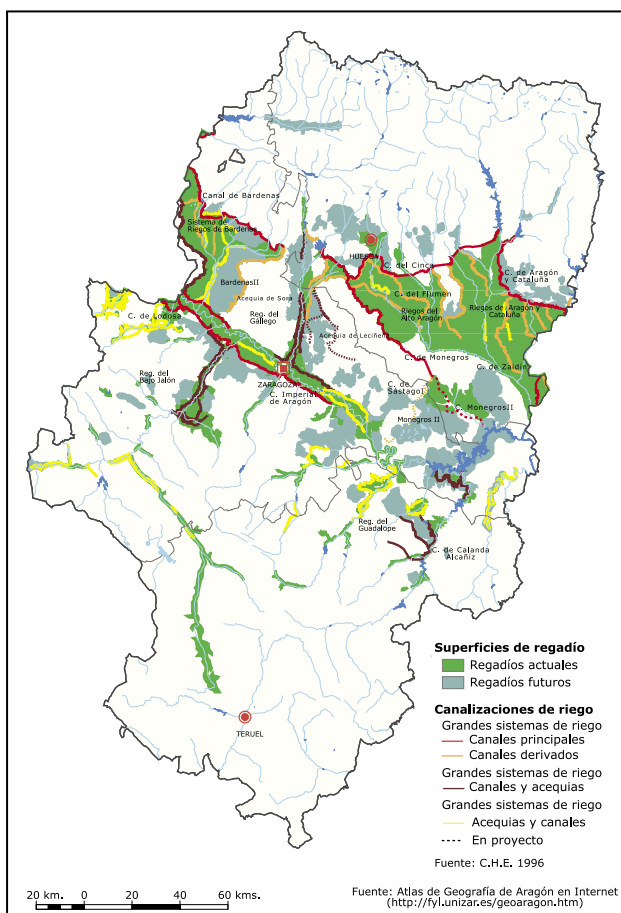 Canal de Bardenas
Sistema de
Riegos de Bardenas
HUESCA
C. del Cinca
C. de Aragón
y Cataluña
BardenasII
Acequia de Sora
C. del Flumen
Riegos del
Alto Aragón
Riegos de Aragón y
Cataluña
C. de Lodosa
Reg. del
Gállego
Acequia de Leciñena
C. de Monegros
C. de Zaidín
Reg. del
Bajo Jalón
ZARAGOZA
C. Imperial
de Aragón
C. de
Sástago I
Monegros II
MonegrosII
Reg. del
Guadalope
C. de Calanda
Alcañiz
TERUEL
Superficies de regadío
Regadíos actuales
Regadíos futuros
Canalizaciones de riego
Grandes sistemas de riego
Canales principales
Canales derivados
Grandes sistemas de riego
Canales y acequias
Grandes sistemas de riego
Acequias y canales
En proyecto
Fuente: C.H.E. 1996
20 km. 0 20 40 60 kms.
Fuente: Atlas de Geografía de Aragón en Internet
(http://fyl.unizar.es/geoaragon.htm)